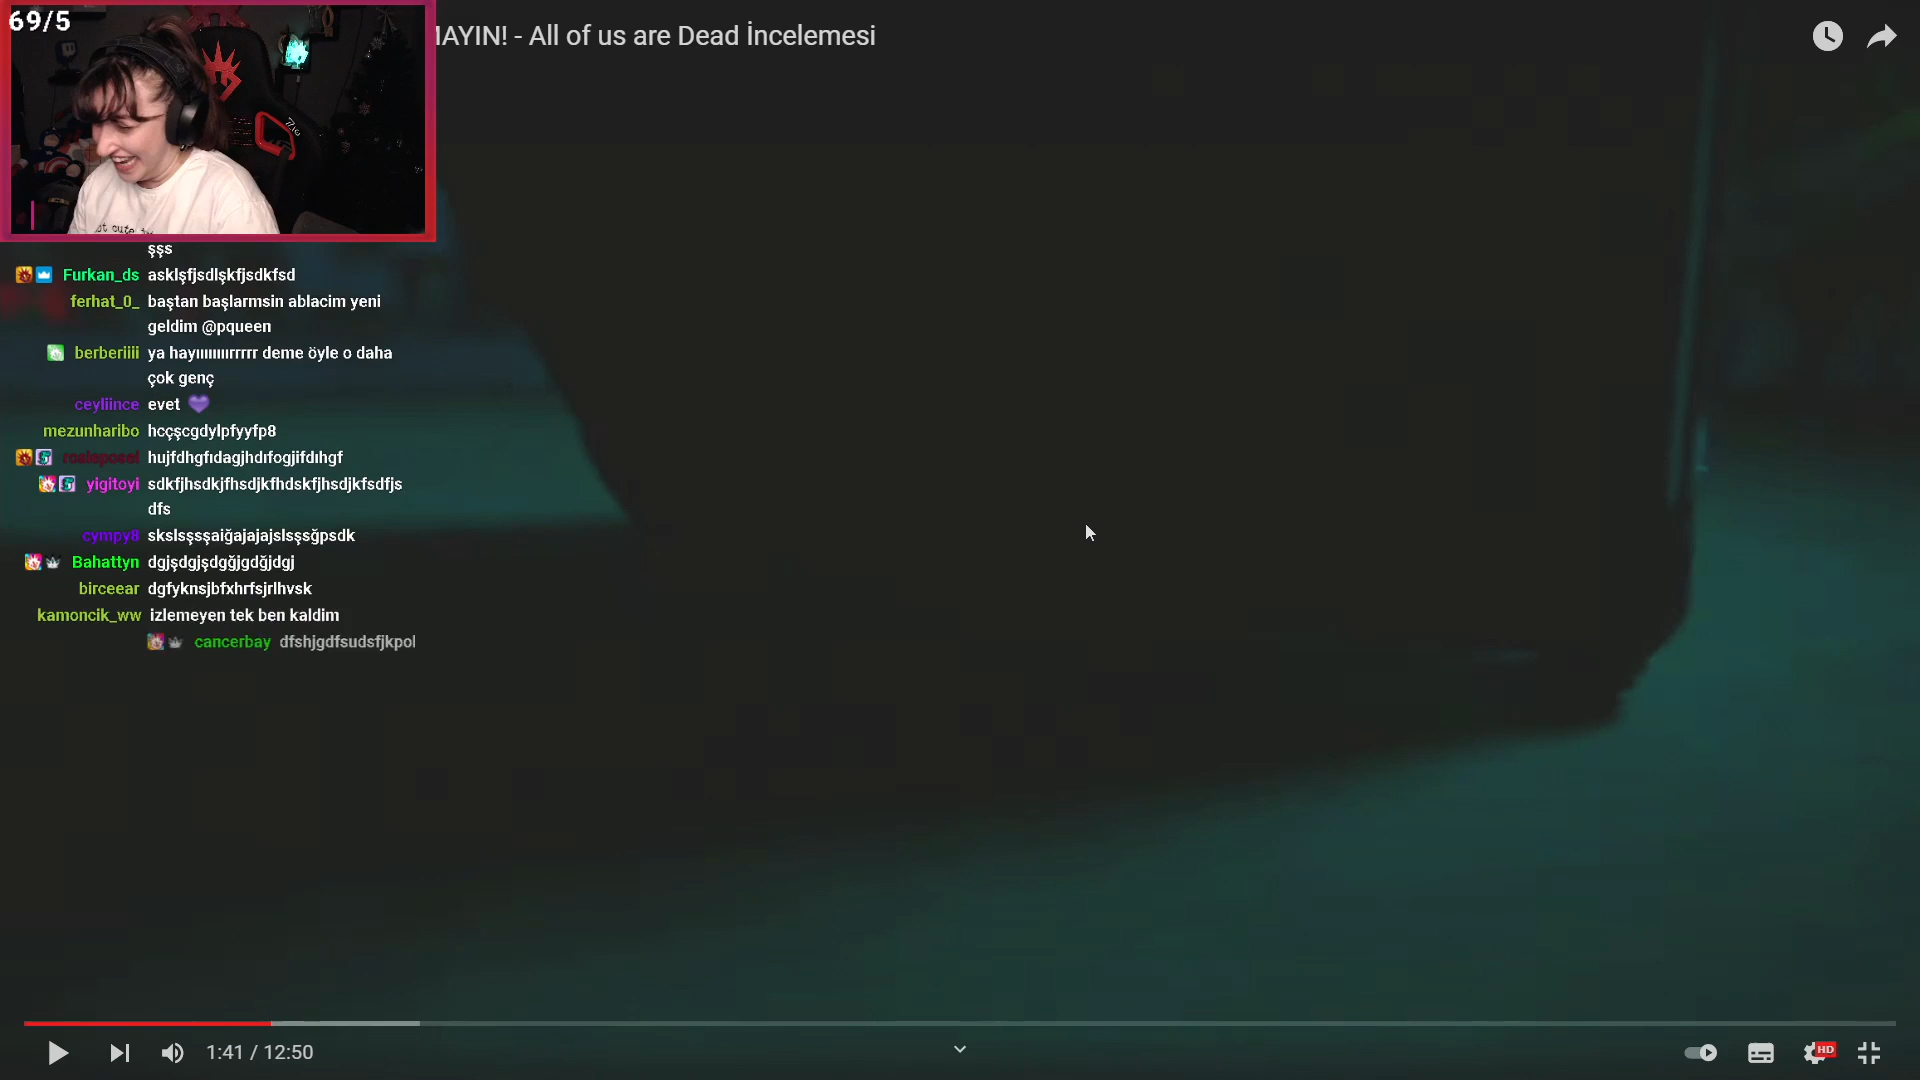 69/5
MAYIN! - All of us are Dead İncelemesi
şşs
Furkan_ds asklşfjsdlşkfjsdkfsd
ferhat_0_ baştan başlarmsin ablacim yeni
geldim @pqueen
berberiiii ya hayıııııııırrrrr deme öyle o daha
çok genç
ceyliince evet
mezunharibo hcçşcgdylpfyyfp8
hujfdhgfıdagjhdıfogjifdıhgf
yigitoyi sdkfjhsdkjfhsdjkfhdskfjhsdjkfsdfjs
dfs
cympy8 skslsşsşaiğajajajslsşsğpsdk
Bahattyn dgjşdgjşdgğjgdğjdgj
birceear dgfyknsjbfxhrfsjrlhvsk
kamoncik_ww izlemeyen tek ben kaldim
cancerbay dfshjgdfsudsfjkpol
1:41 / 12:50
HD